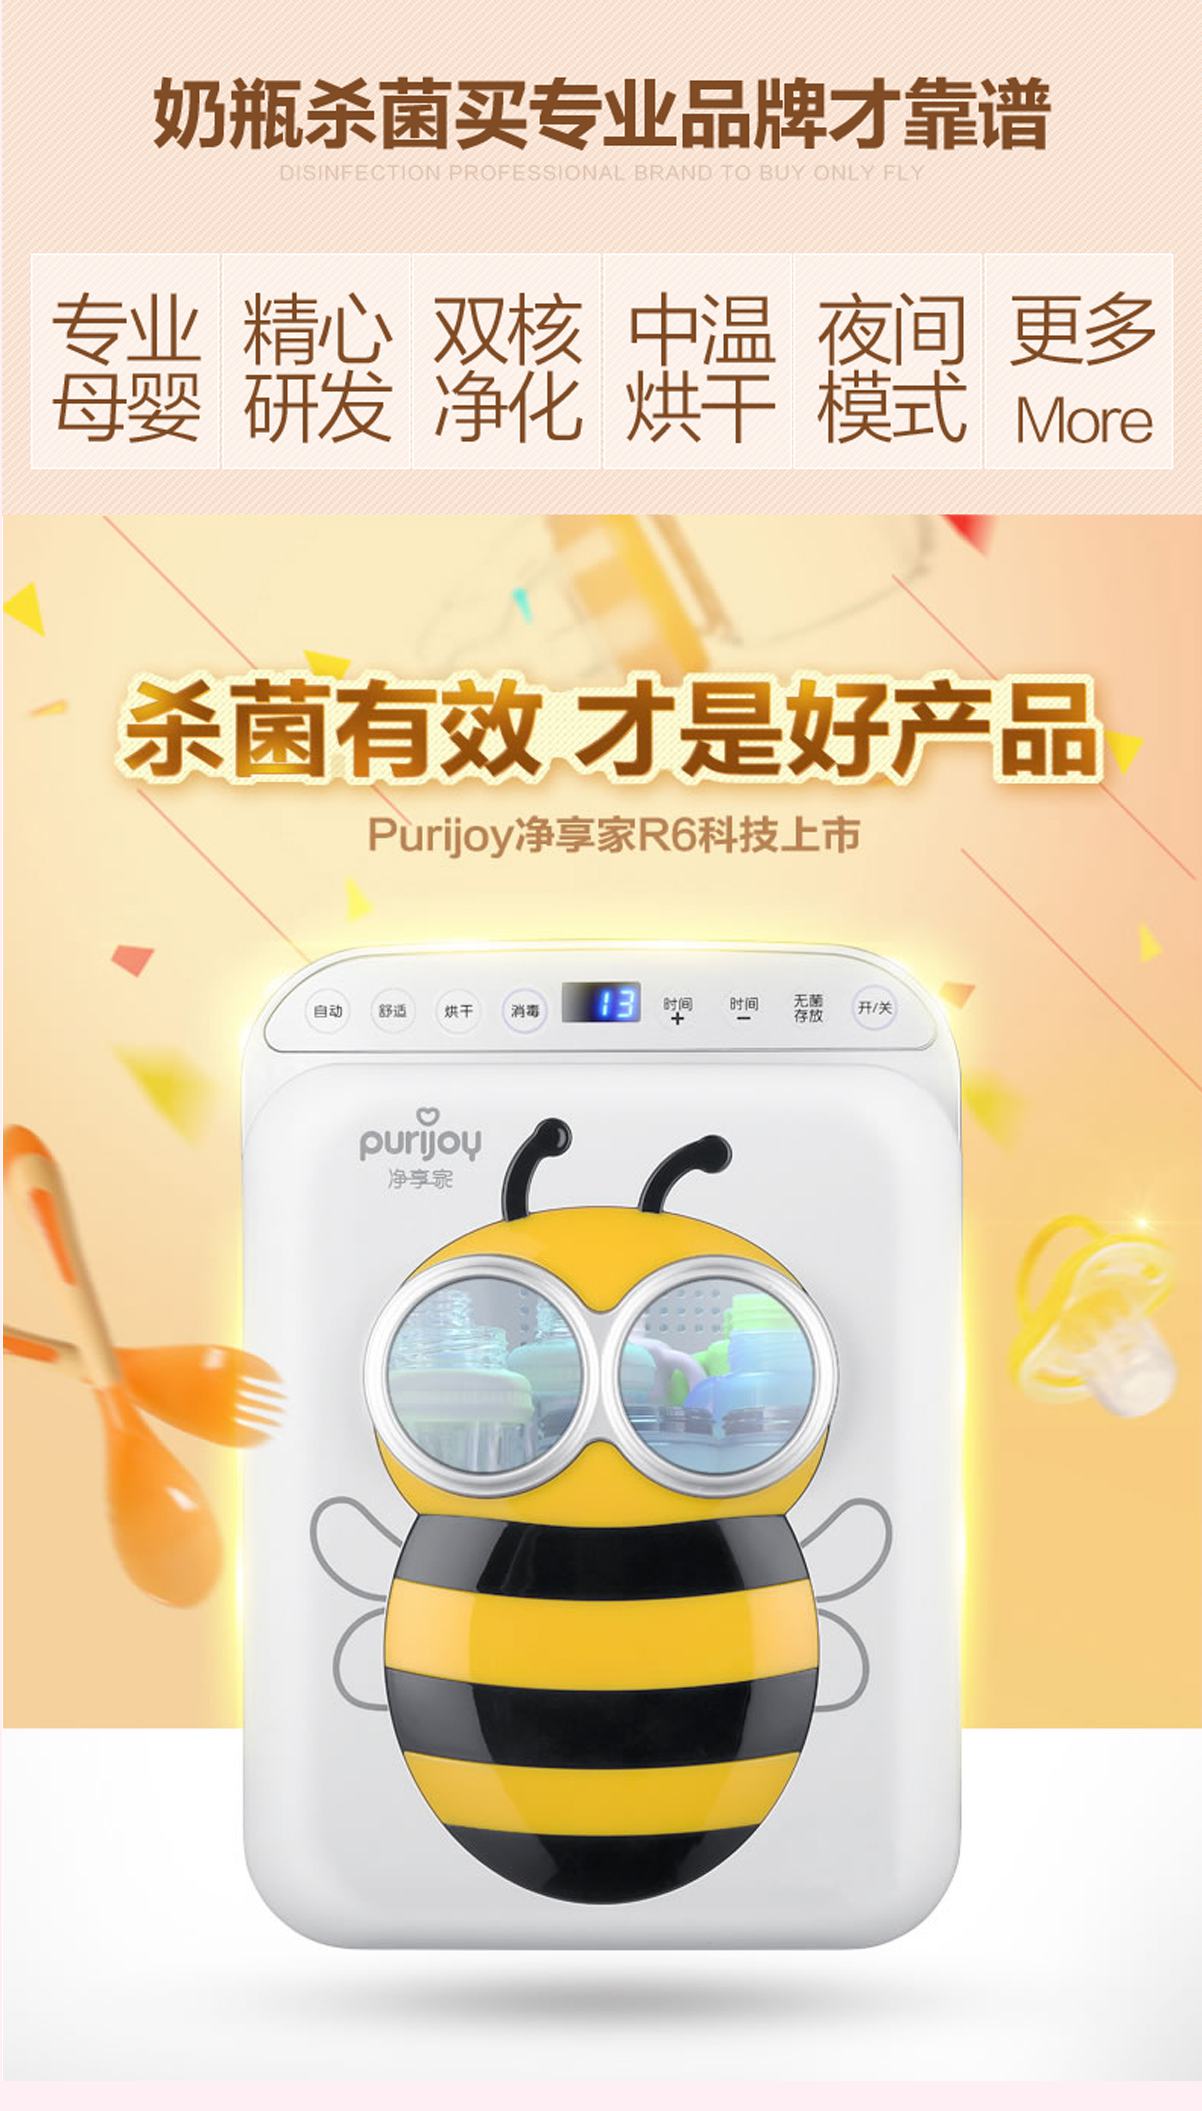 奶瓶杀菌买专业品牌才靠谱
DISINFECTION PROFESSIONAL BRAND TO BUY ONLY FLY
专业
母婴
精心
研发
双核
净化
中温
烘干
夜间
模式
更多
More
杀菌有效 才是好产品
Purijoy净享家R6科技上市
自动
舒适
烘干
消毒
13
时间
+
时间
−
无菌
存放
开/关
purijoy
净享家